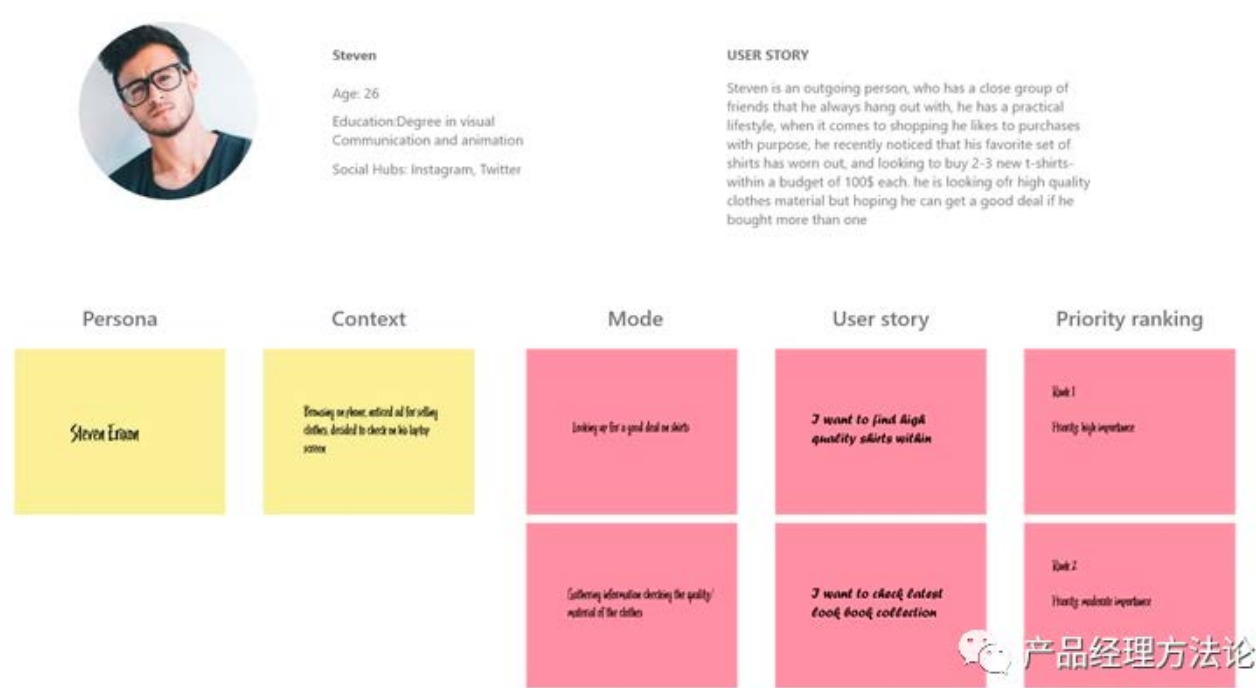 Steven
Age: 26
Education:Degree in visual
Communication and animation
Social Hubs: Instagram, Twitter
USER STORY
Steven is an outgoing person, who has a close group of
friends that he always hang out with, he has a practical
lifestyle, when it comes to shopping he likes to purchases
with purpose, he recently noticed that his favorite set of
shirts has worn out, and looking to buy 2-3 new t-shirts-
within a budget of 100$ each. he is looking ofr high quality
clothes material but hoping he can get a good deal if he
bought more than one
Persona
Context
Mode
User story
Priority ranking
Steven
Browsing on phone, noticed ad for selling
clothes, decided to check on his laptop
screen
Looking up for a good deal on shirts
I want to find high
quality shirts within
Rank 1
Priority: high importance
Gathering information checking the quality/
material of the clothes
I want to check latest
look book collection
Rank 2
Priority: moderate importance
产品经理方法论